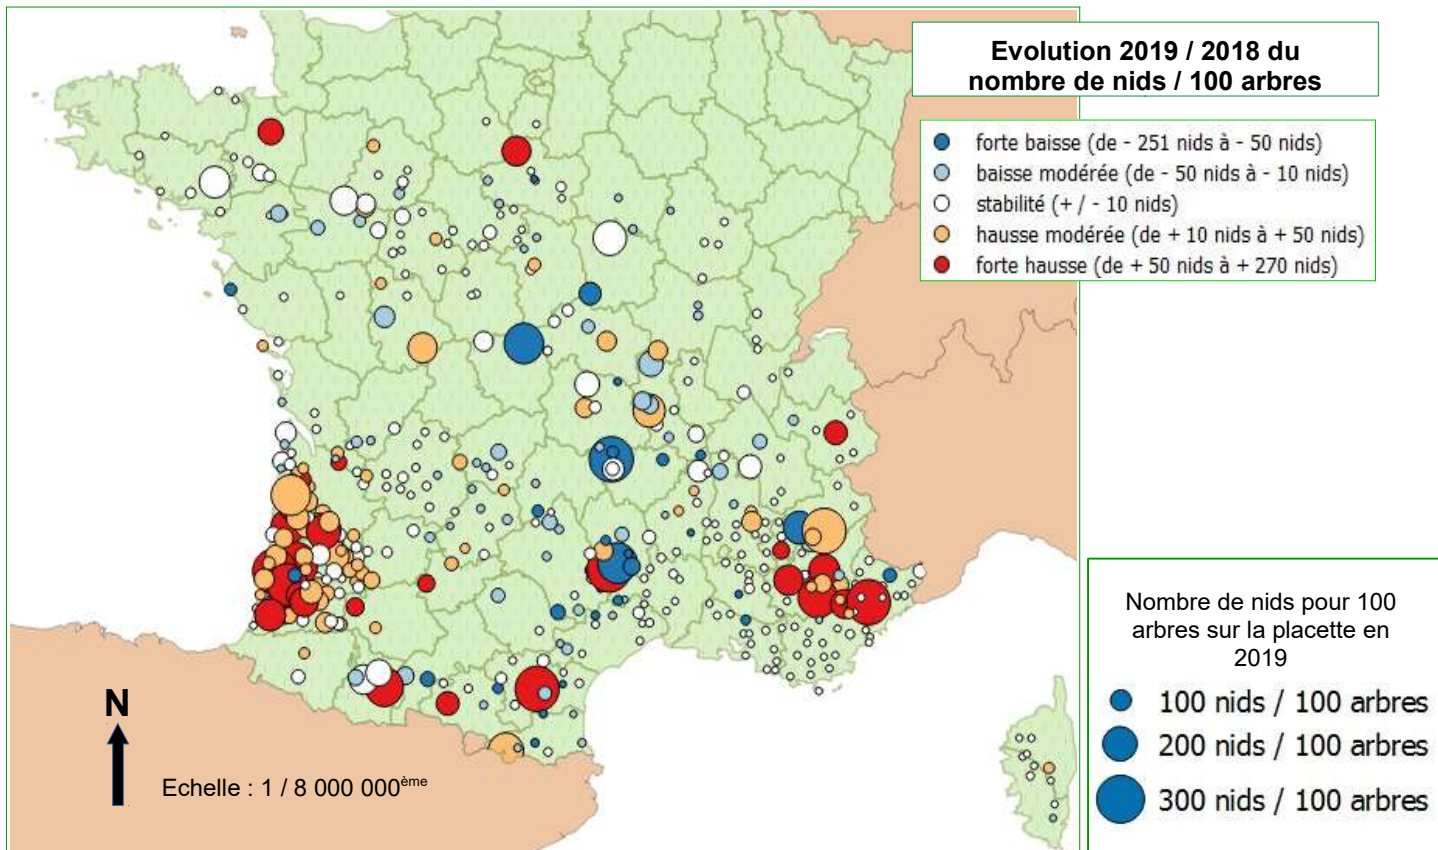 Evolution 2019 / 2018 du
nombre de nids / 100 arbres
forte baisse (de - 251 nids à - 50 nids)
baisse modérée (de - 50 nids à - 10 nids)
stabilité (+ / - 10 nids)
hausse modérée (de + 10 nids à + 50 nids)
forte hausse (de + 50 nids à + 270 nids)
Nombre de nids pour 100
arbres sur la placette en
2019
100 nids / 100 arbres
200 nids / 100 arbres
300 nids / 100 arbres
N
Echelle : 1 / 8 000 000ème